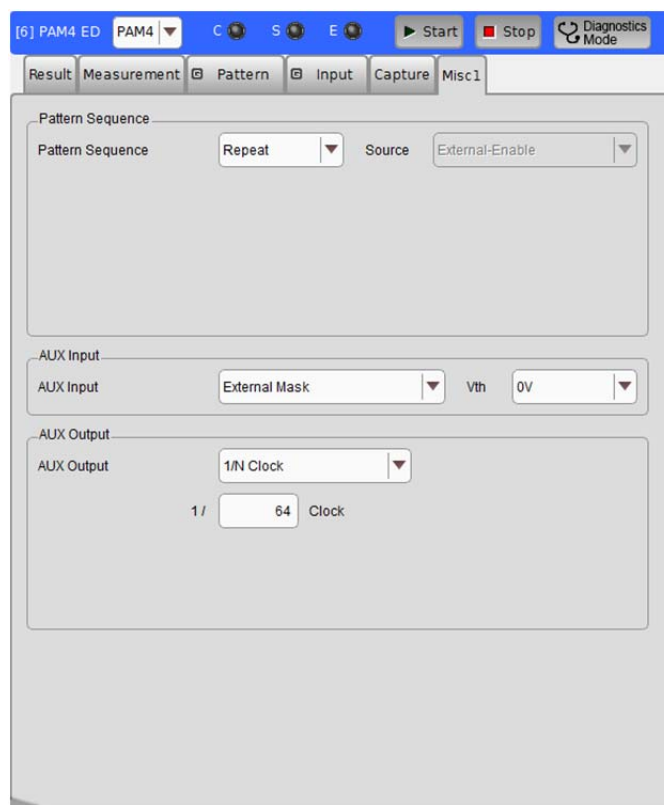 [6] PAM4 ED PAM4 C S E Start Stop Diagnostics Mode
Result Measurement G Pattern G Input Capture Misc1
Pattern Sequence
Pattern Sequence Repeat Source External-Enable
AUX Input
AUX Input External Mask Vth 0V
AUX Output
AUX Output 1/N Clock
1 / 64 Clock